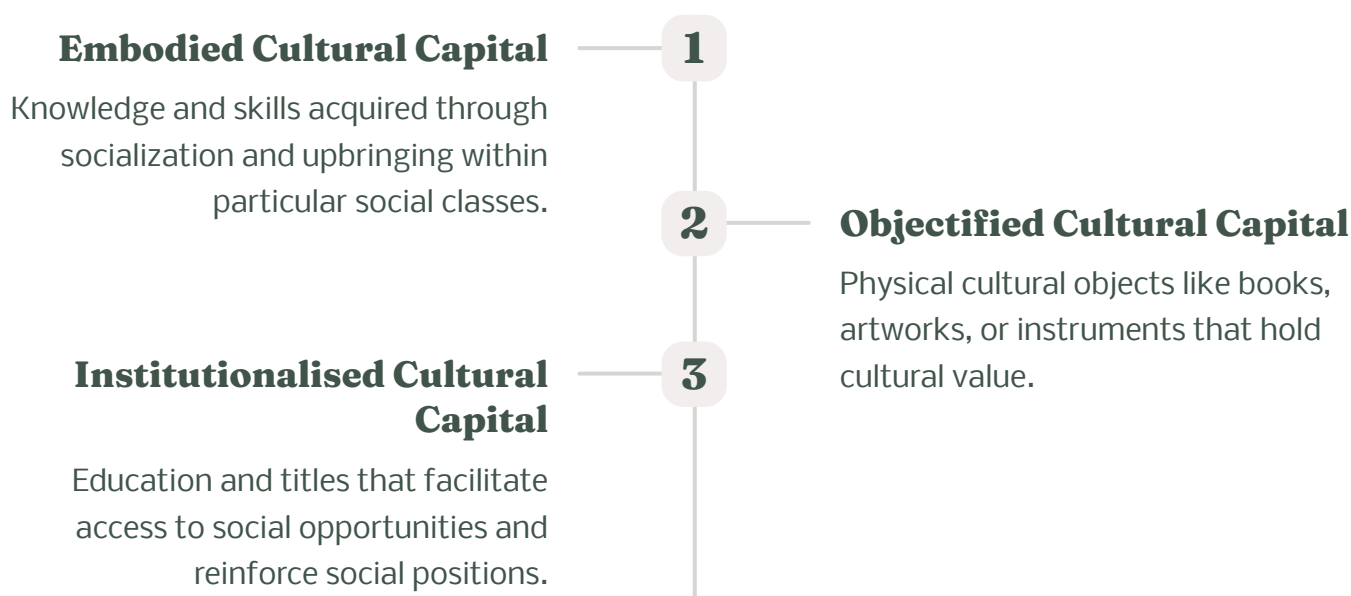 Embodied Cultural Capital
1
Knowledge and skills acquired through
socialization and upbringing within
particular social classes.
2
Objectified Cultural Capital
Physical cultural objects like books,
artworks, or instruments that hold
cultural value.
Institutionalised Cultural
Capital
3
Education and titles that facilitate
access to social opportunities and
reinforce social positions.